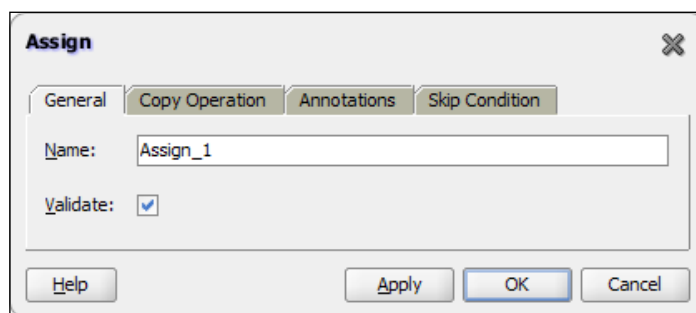 Assign
General Copy Operation Annotations Skip Condition
Name: Assign_1
Validate:
Help Apply OK Cancel